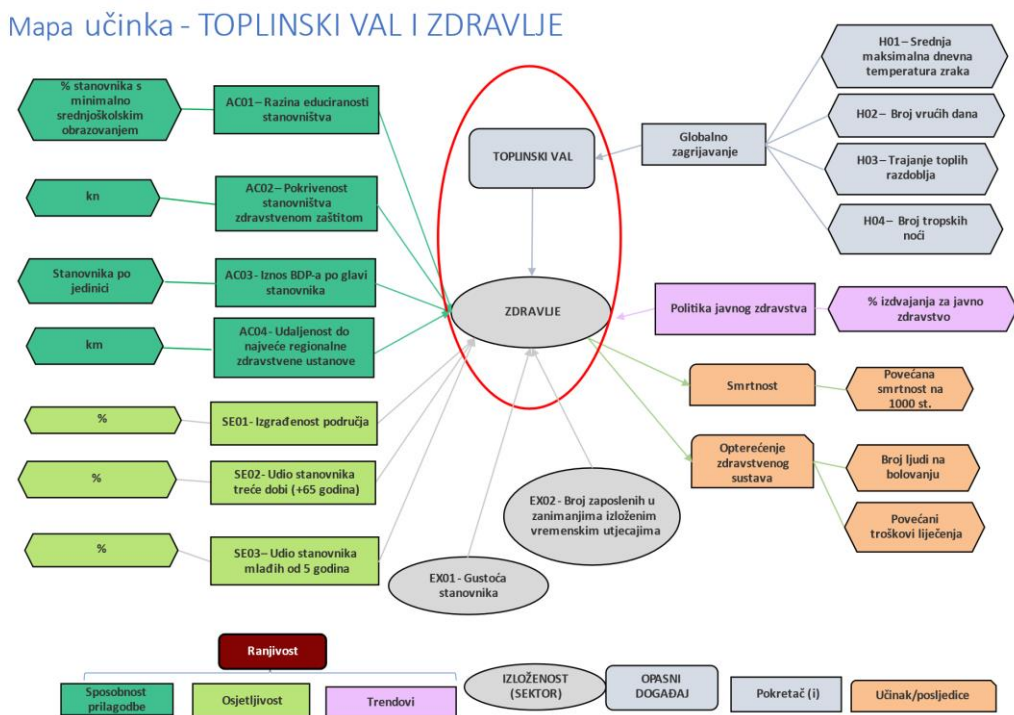 Mapa učinka - TOPLINSKI VAL I ZDRAVLJE
% stanovnika s
minimalno
srednjoškolskim
obrazovanjem
AC01– Razina educiranosti
stanovništva
kn
AC02– Pokrivenost
stanovništva
zdravstvenom zaštitom
Stanovnika po
jedinici
AC03- Iznos BDP-a po glavi
stanovnika
km
AC04- Udaljenost do
najveće regionalne
zdravstvene ustanove
%
SE01- Izgrađenost područja
%
SE02- Udio stanovnika
treće dobi (+65 godina)
%
SE03– Udio stanovnika
mlađih od 5 godina
TOPLINSKI VAL
ZDRAVLJE
EX02- Broj zaposlenih u
zanimanjima izloženim
vremenskim utjecajima
EX01 - Gustoća
stanovnika
Globalno
zagrijavanje
H01– Srednja
maksimalna dnevna
temperatura zraka
H02– Broj vrućih dana
H03– Trajanje toplih
razdoblja
H04– Broj tropskih
noći
Politika javnog zdravstva
% izdvajanja za javno
zdravstvo
Smrtnost
Povećana
smrtnost na
1000 st.
Opterećenje
zdravstvenog
sustava
Broj ljudi na
bolovanju
Povećani
troškovi liječenja
Ranjivost
Sposobnost
prilagodbe
Osjetljivost
Trendovi
IZLOŽENOST
(SEKTOR)
OPASNI
DOGAĐAJ
Pokretač (i)
Učinak/posljedice